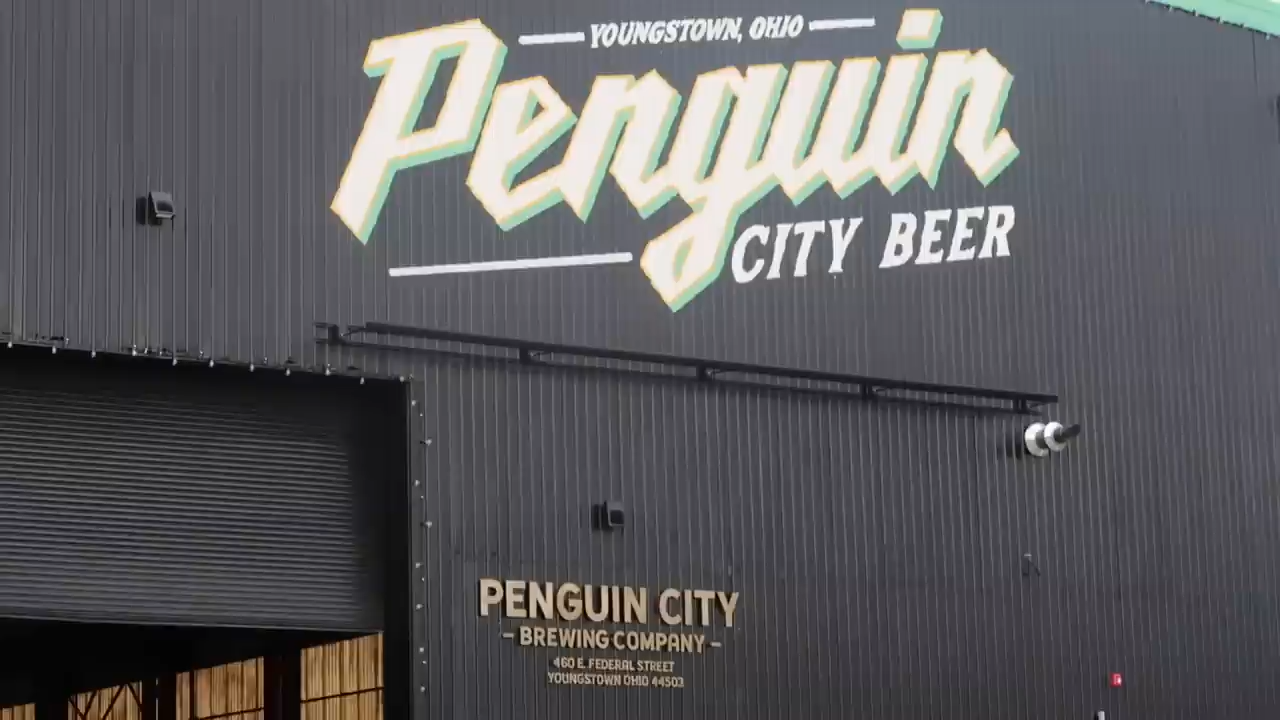 YOUNGSTOWN, OHIO
Penguin
CITY BEER
PENGUIN CITY
- BREWING COMPANY -
460 E. FEDERAL STREET
YOUNGSTOWN OHIO 44503